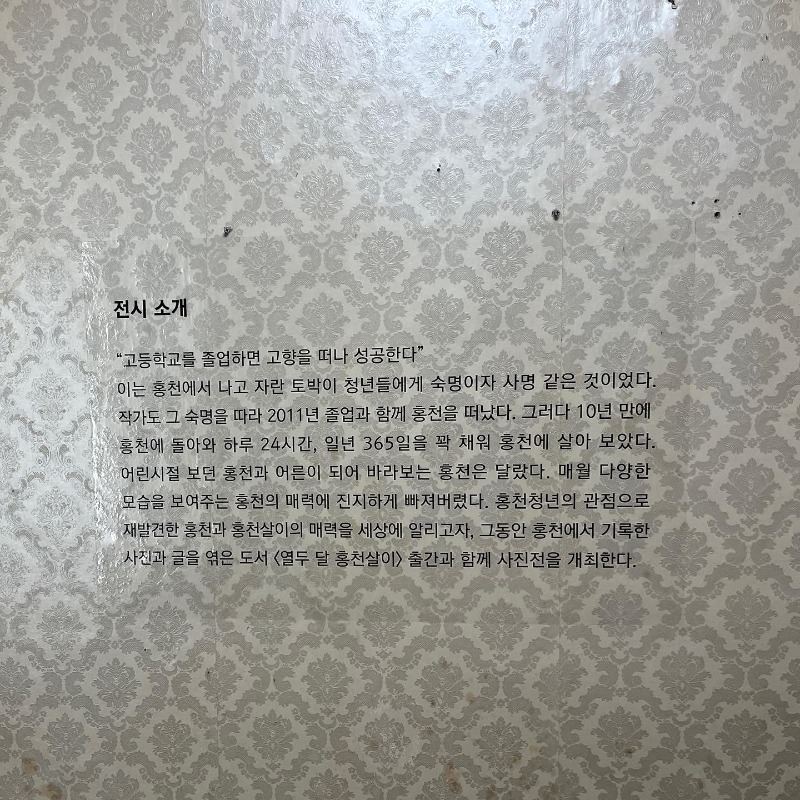 전시 소개
“고등학교를 졸업하면 고향을 떠나 성공한다”
이는 홍천에서 나고 자란 토박이 청년들에게 숙명이자 사명 같은 것이었다.
작가도 그 숙명을 따라 2011년 졸업과 함께 홍천을 떠났다. 그러다 10년 만에
홍천에 돌아와 하루 24시간, 일년 365일을 꽉 채워 홍천에 살아 보았다.
어린시절 보던 홍천과 어른이 되어 바라보는 홍천은 달랐다. 매월 다양한
모습을 보여주는 홍천의 매력에 진지하게 빠져버렸다. 홍천청년의 관점으로
재발견한 홍천과 홍천살이의 매력을 세상에 알리고자, 그동안 홍천에서 기록한
사진과 글을 엮은 도서 〈열두 달 홍천살이〉 출간과 함께 사진전을 개최한다.